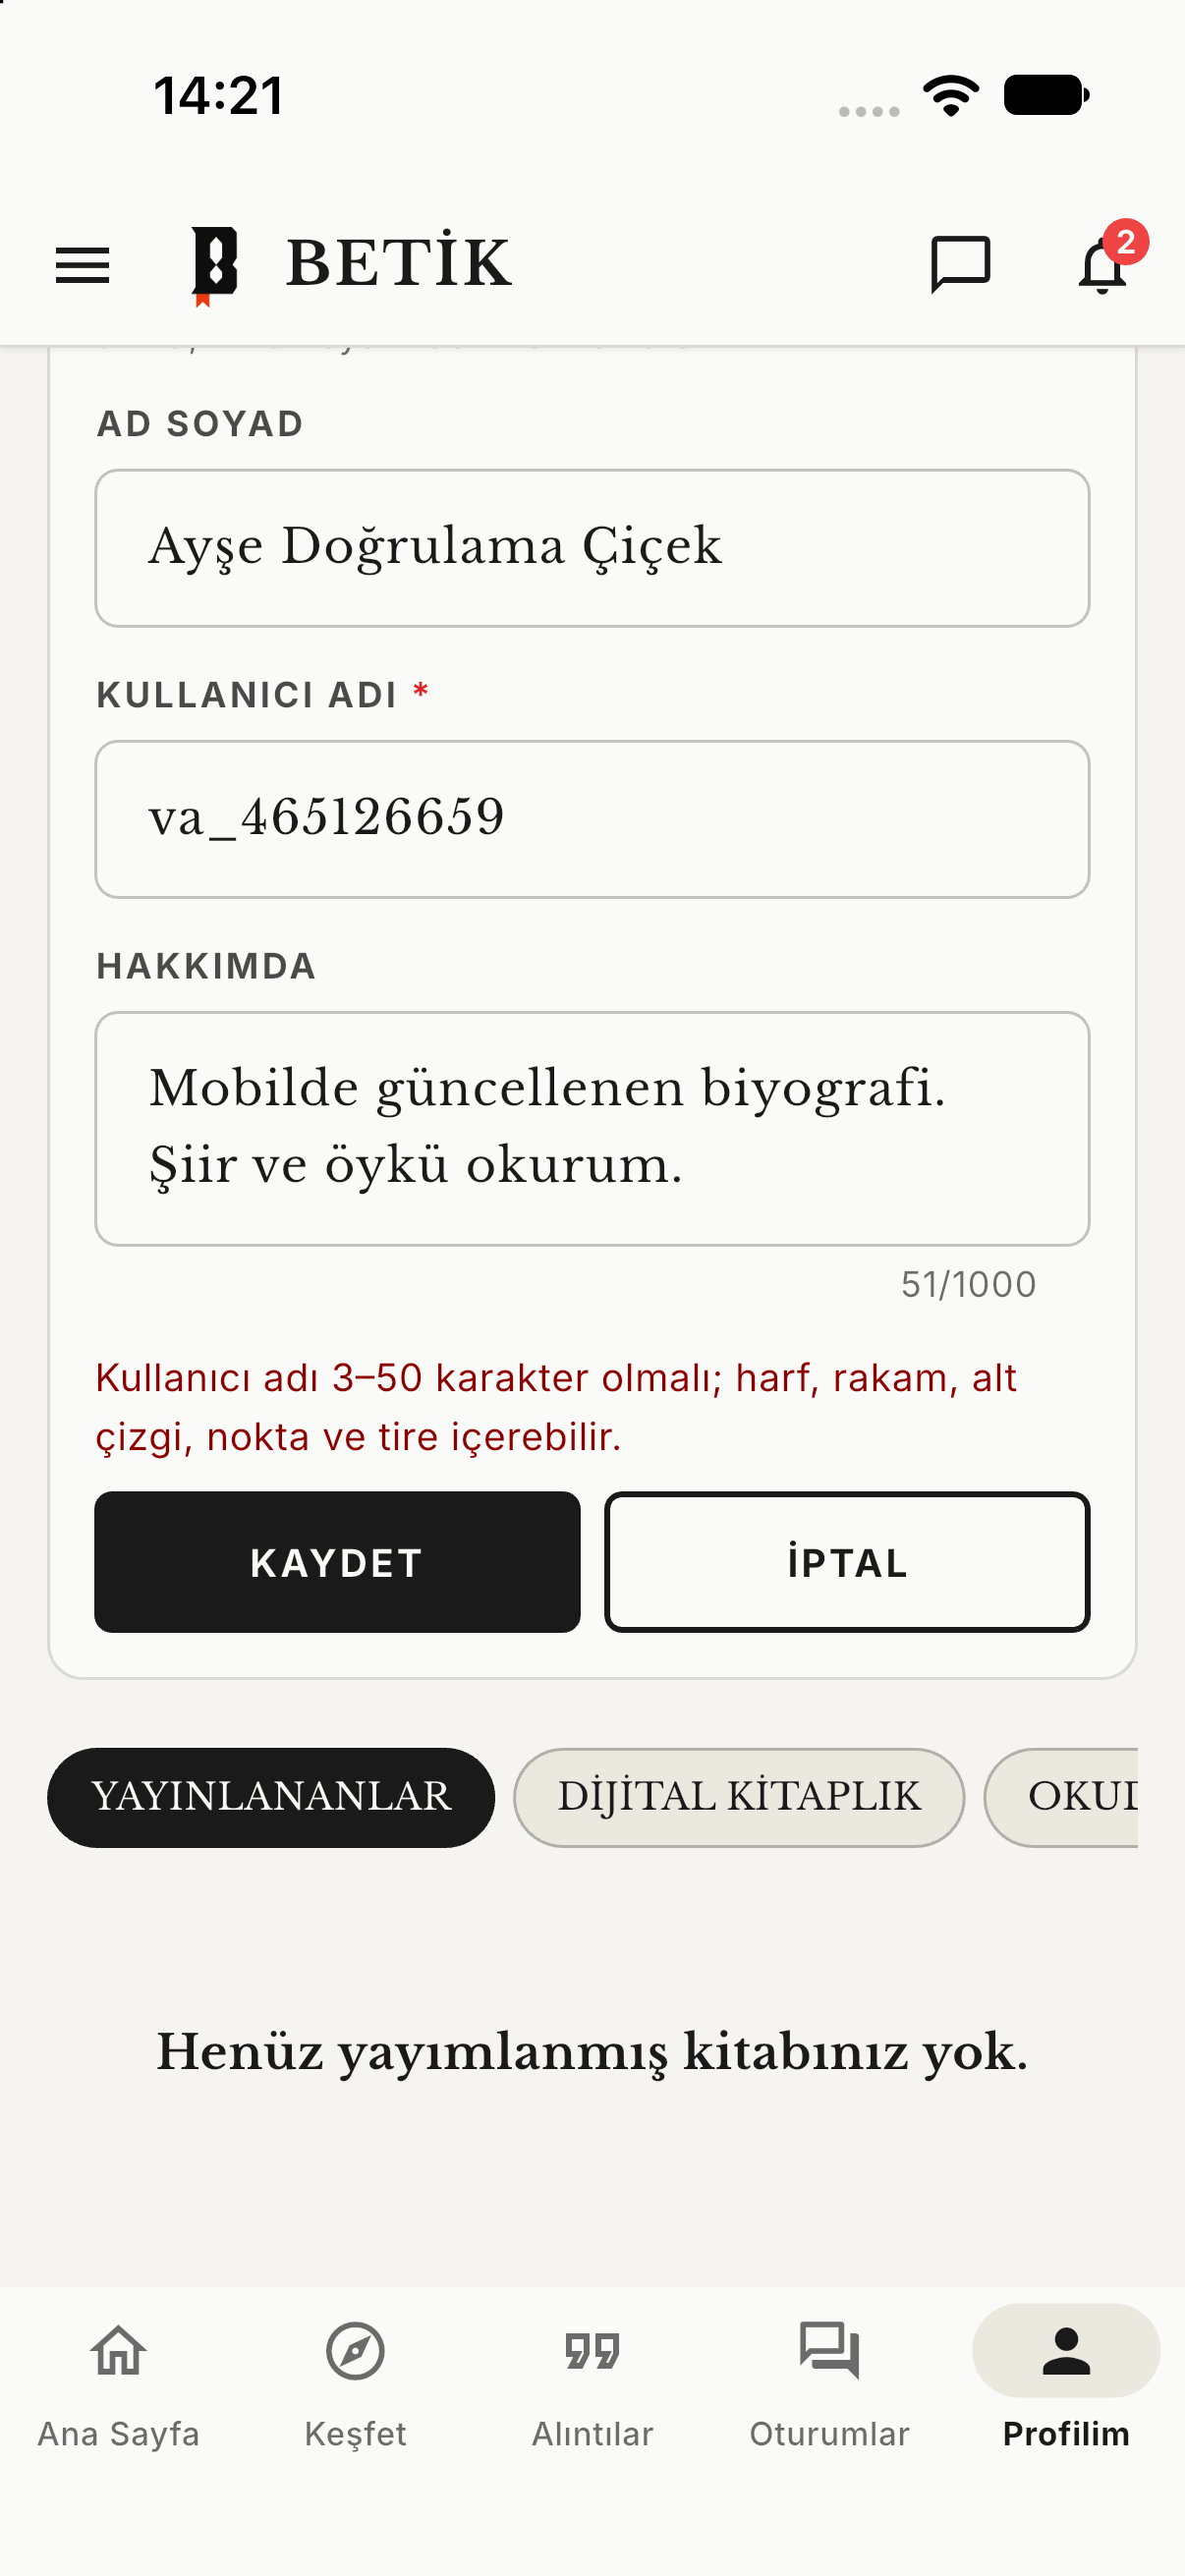 14:21
BETİK
2
AD SOYAD
Ayşe Doğrulama Çiçek
KULLANICI ADI *
va_465126659
HAKKIMDA
Mobilde güncellenen biyografi.
Şiir ve öykü okurum.
51/1000
Kullanıcı adı 3–50 karakter olmalı; harf, rakam, alt
çizgi, nokta ve tire içerebilir.
KAYDET
İPTAL
YAYINLANANLAR
DİJİTAL KİTAPLIK
Henüz yayımlanmış kitabınız yok.
Ana Sayfa
Keşfet
Alıntılar
Oturumlar
Profilim